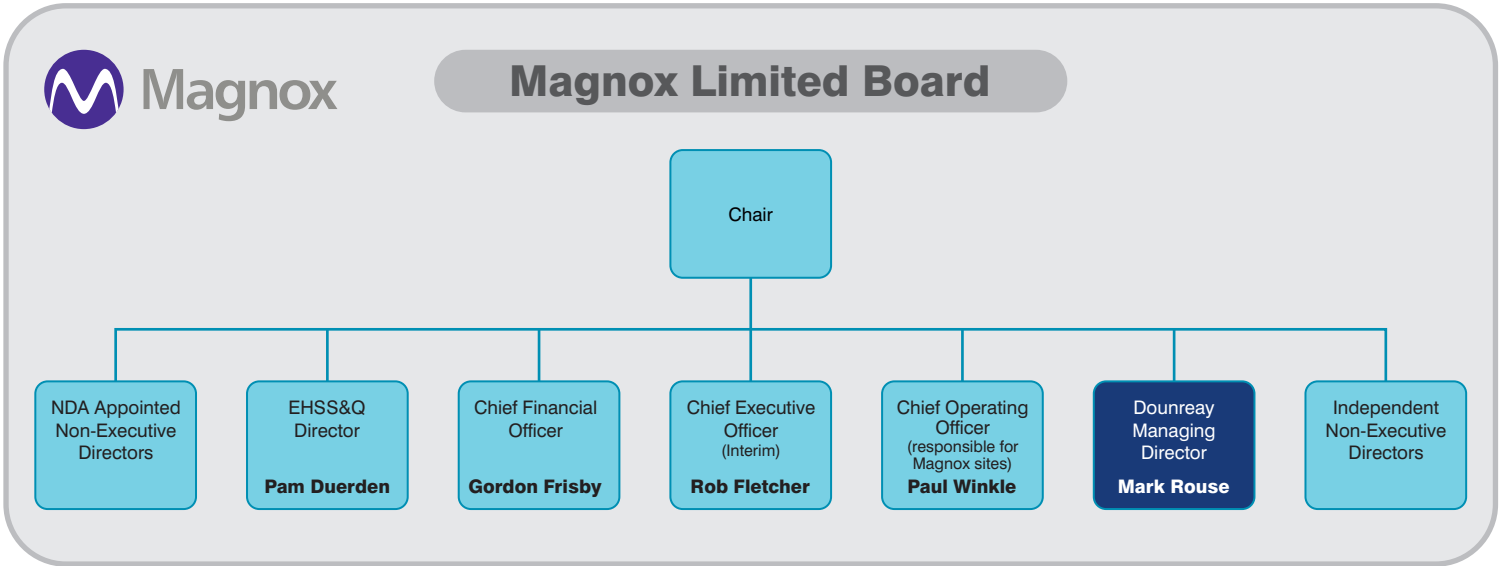 Magnox
Magnox Limited Board
Chair
NDA Appointed
Non-Executive
Directors
EHSS&Q
Director
Pam Duerden
Chief Financial
Officer
Gordon Frisby
Chief Executive
Officer
(Interim)
Rob Fletcher
Chief Operating
Officer
(responsible for
Magnox sites)
Paul Winkle
Dounreay
Managing
Director
Mark Rouse
Independent
Non-Executive
Directors